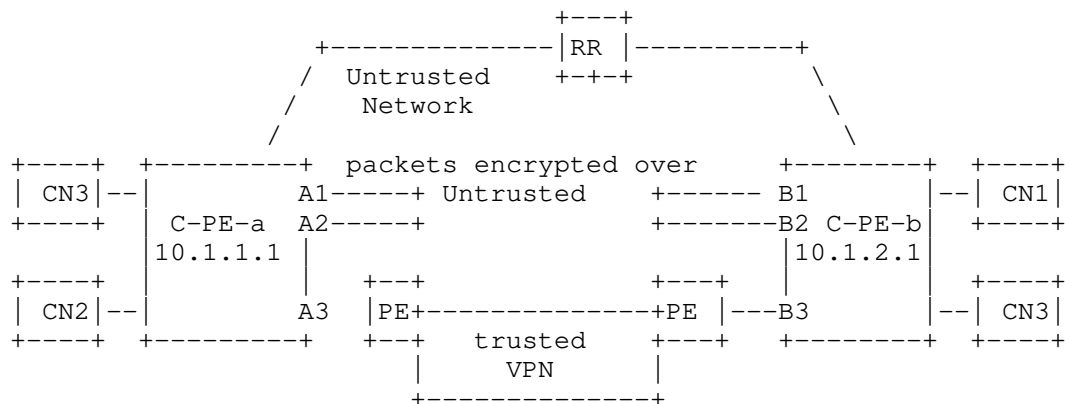 RR
Untrusted
Network
packets encrypted over
CN3 A1 Untrusted B1 CN1
C-PE-a A2 B2 C-PE-b
10.1.1.1 10.1.2.1
CN2 A3 PE PE B3 CN3
trusted
VPN